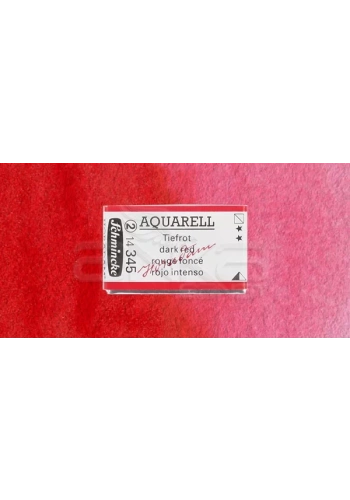 Schmincke
② 14 345
AQUARELL
Tiefrot
dark red
rouge foncé
rojo intenso
★★